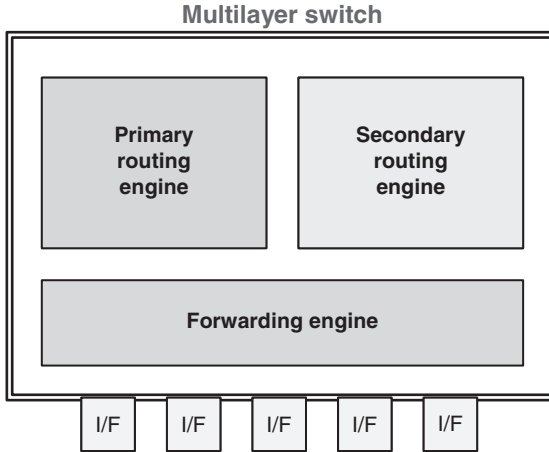 Multilayer switch
Primary
routing
engine
Secondary
routing
engine
Forwarding engine
I/F
I/F
I/F
I/F
I/F